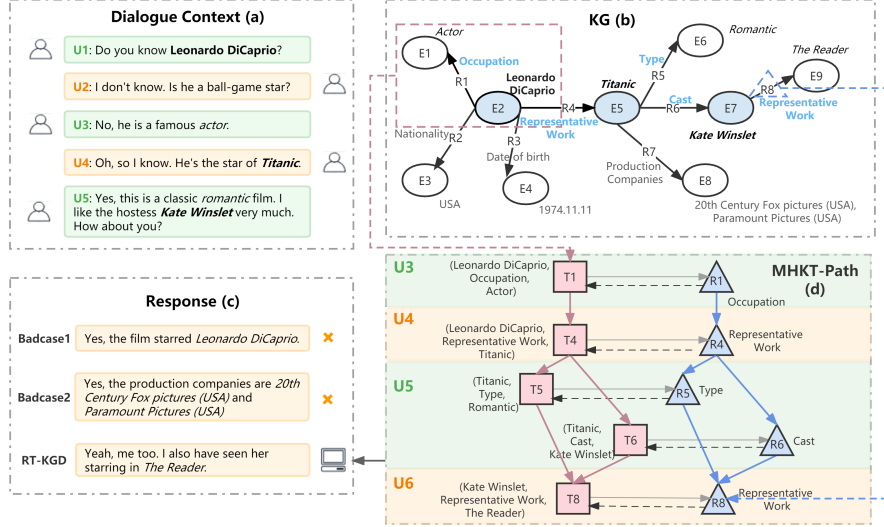 Dialogue Context (a)
U1: Do you know Leonardo DiCaprio?
U2: I don't know. Is he a ball-game star?
U3: No, he is a famous actor.
U4: Oh, so I know. He's the star of Titanic.
U5: Yes, this is a classic romantic film. I
like the hostess Kate Winslet very much.
How about you?
KG (b)
Actor
E1
Occupation
R1
Leonardo
DiCaprio
E2
R4
Representative
Work
Nationality
R2
R3
Date of birth
E3
USA
E4
1974.11.11
Titanic
E5
Type
R5
E6
Romantic
Cast
R6
E7
Kate Winslet
R8
Representative
Work
The Reader
E9
R7
Production
Companies
E8
20th Century Fox pictures (USA),
Paramount Pictures (USA)
Response (c)
Badcase1
Yes, the film starred Leonardo DiCaprio.
Badcase2
Yes, the production companies are 20th
Century Fox pictures (USA) and
Paramount Pictures (USA)
RT-KGD
Yeah, me too. I also have seen her
starring in The Reader.
MHKT-Path
(d)
U3
(Leonardo DiCaprio,
Occupation,
Actor)
T1
R1
Occupation
U4
(Leonardo DiCaprio,
Representative Work,
Titanic)
T4
R4
Representative
Work
U5
(Titanic,
Type,
Romantic)
T5
R5
Type
(Titanic,
Cast,
Kate Winslet)
T6
R6
Cast
U6
(Kate Winslet,
Representative Work,
The Reader)
T8
R8
Representative
Work